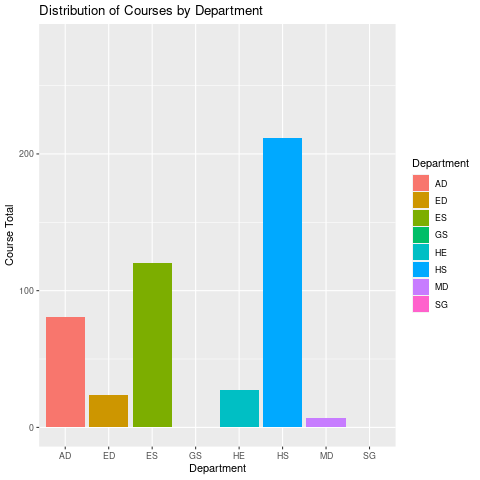 Distribution of Courses by Department
Course Total
200
100
0
AD ED ES GS HE HS MD SG
Department
Department
AD
ED
ES
GS
HE
HS
MD
SG